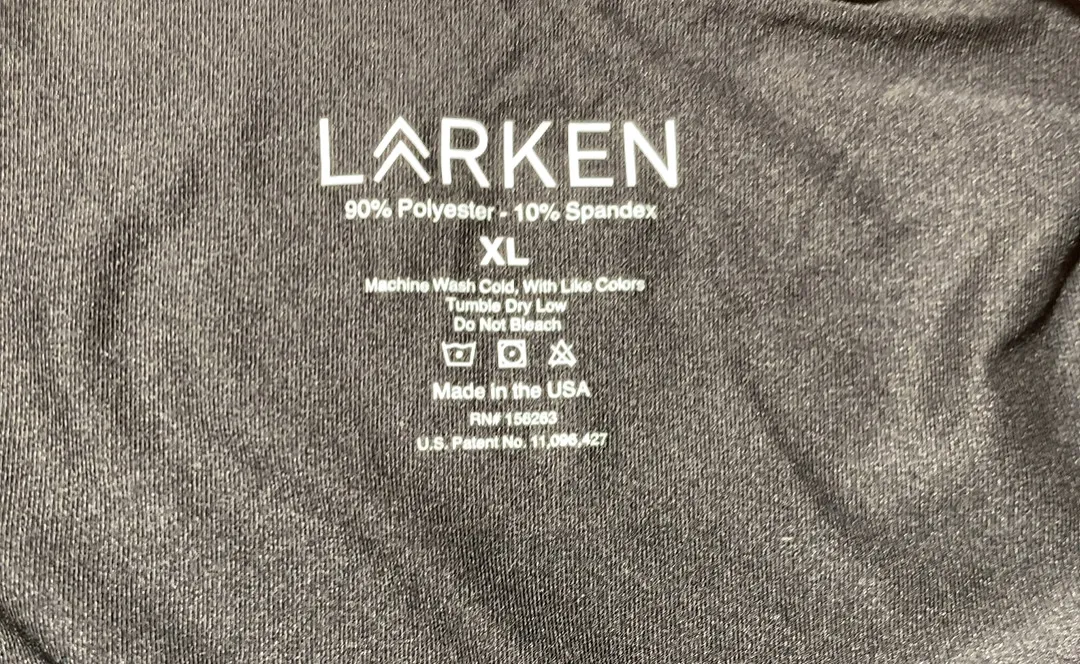 LARKEN
90% Polyester - 10% Spandex
XL
Machine Wash Cold, With Like Colors
Tumble Dry Low
Do Not Bleach
Made in the USA
RN# 156263
U.S. Patent No. 11,096,427